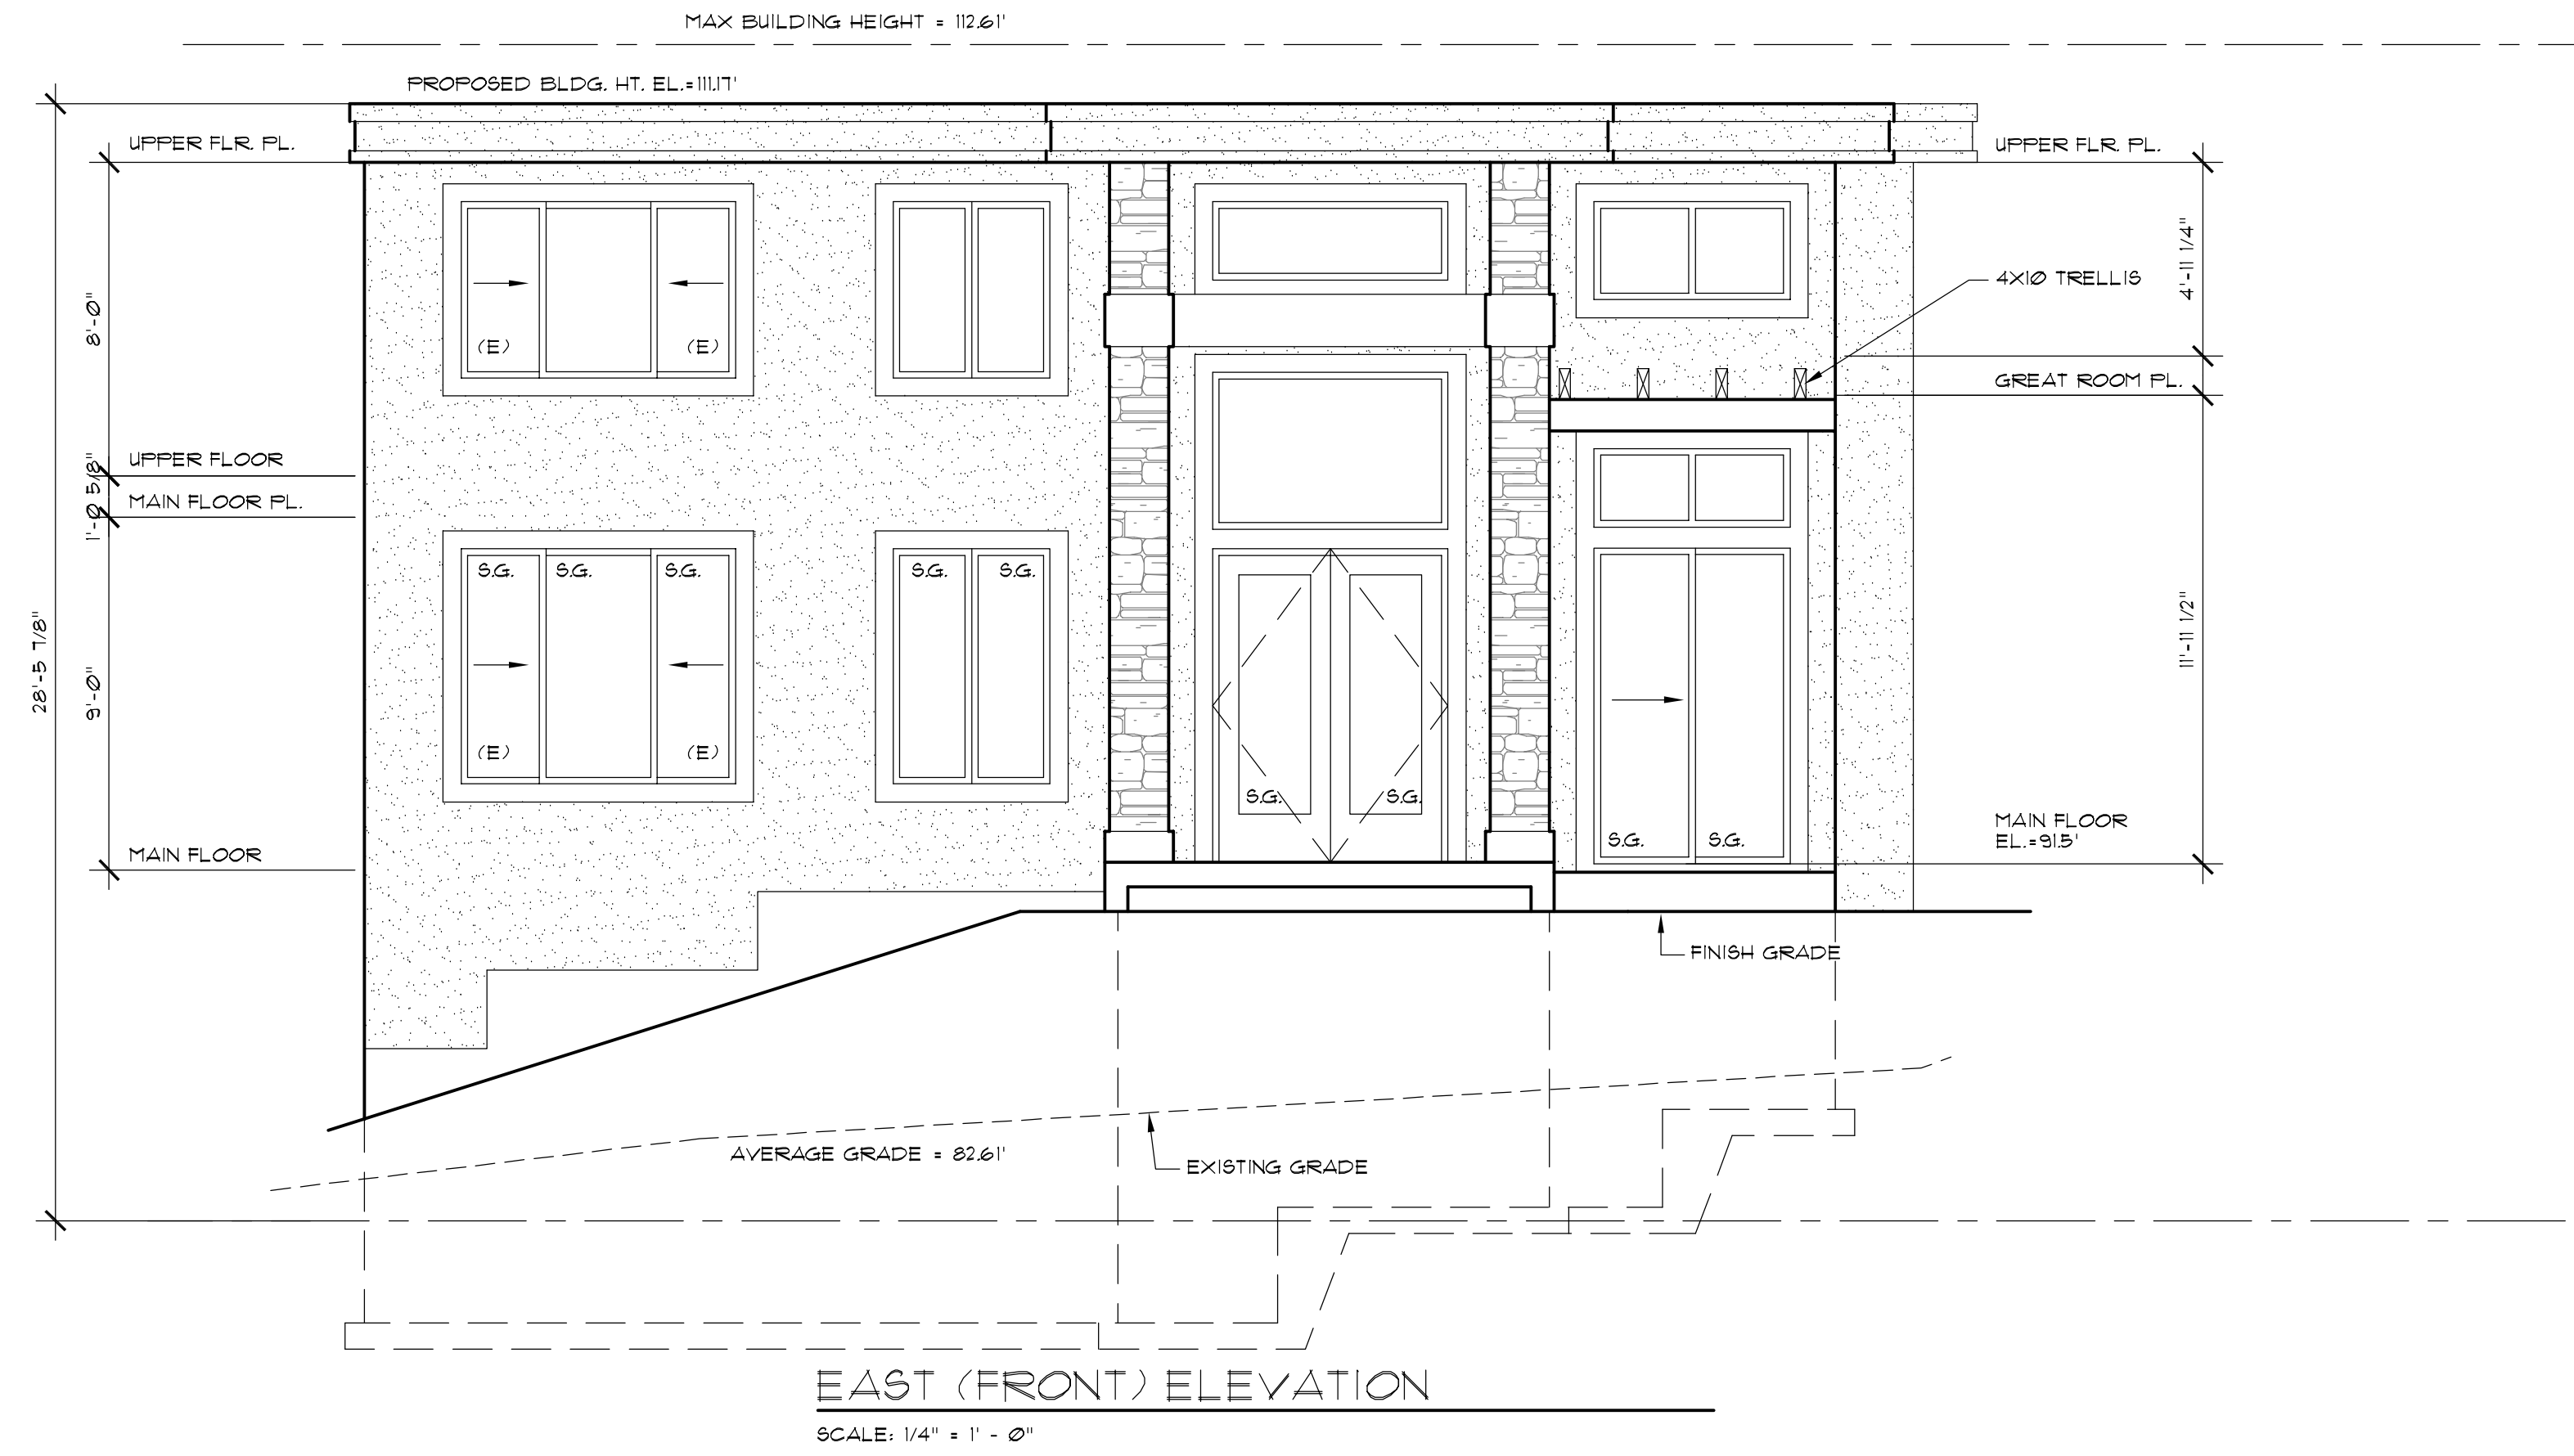 MAX BUILDING HEIGHT = 112.61'
PROPOSED BLDG. HT. EL.=111.17'
UPPER FLR. PL.
UPPER FLR. PL.
4'-11 1/4"
4X10 TRELLIS
8'-0"
(E)
(E)
GREAT ROOM PL.
UPPER FLOOR
1'-0 5/8"
MAIN FLOOR PL.
S.G.
S.G.
S.G.
S.G.
S.G.
11'-11 1/2"
28'-5 7/8"
9'-0"
(E)
(E)
S.G.
S.G.
S.G.
S.G.
MAIN FLOOR
EL.=91.5'
MAIN FLOOR
FINISH GRADE
AVERAGE GRADE = 82.61'
EXISTING GRADE
EAST (FRONT) ELEVATION
SCALE: 1/4" = 1' - 0"